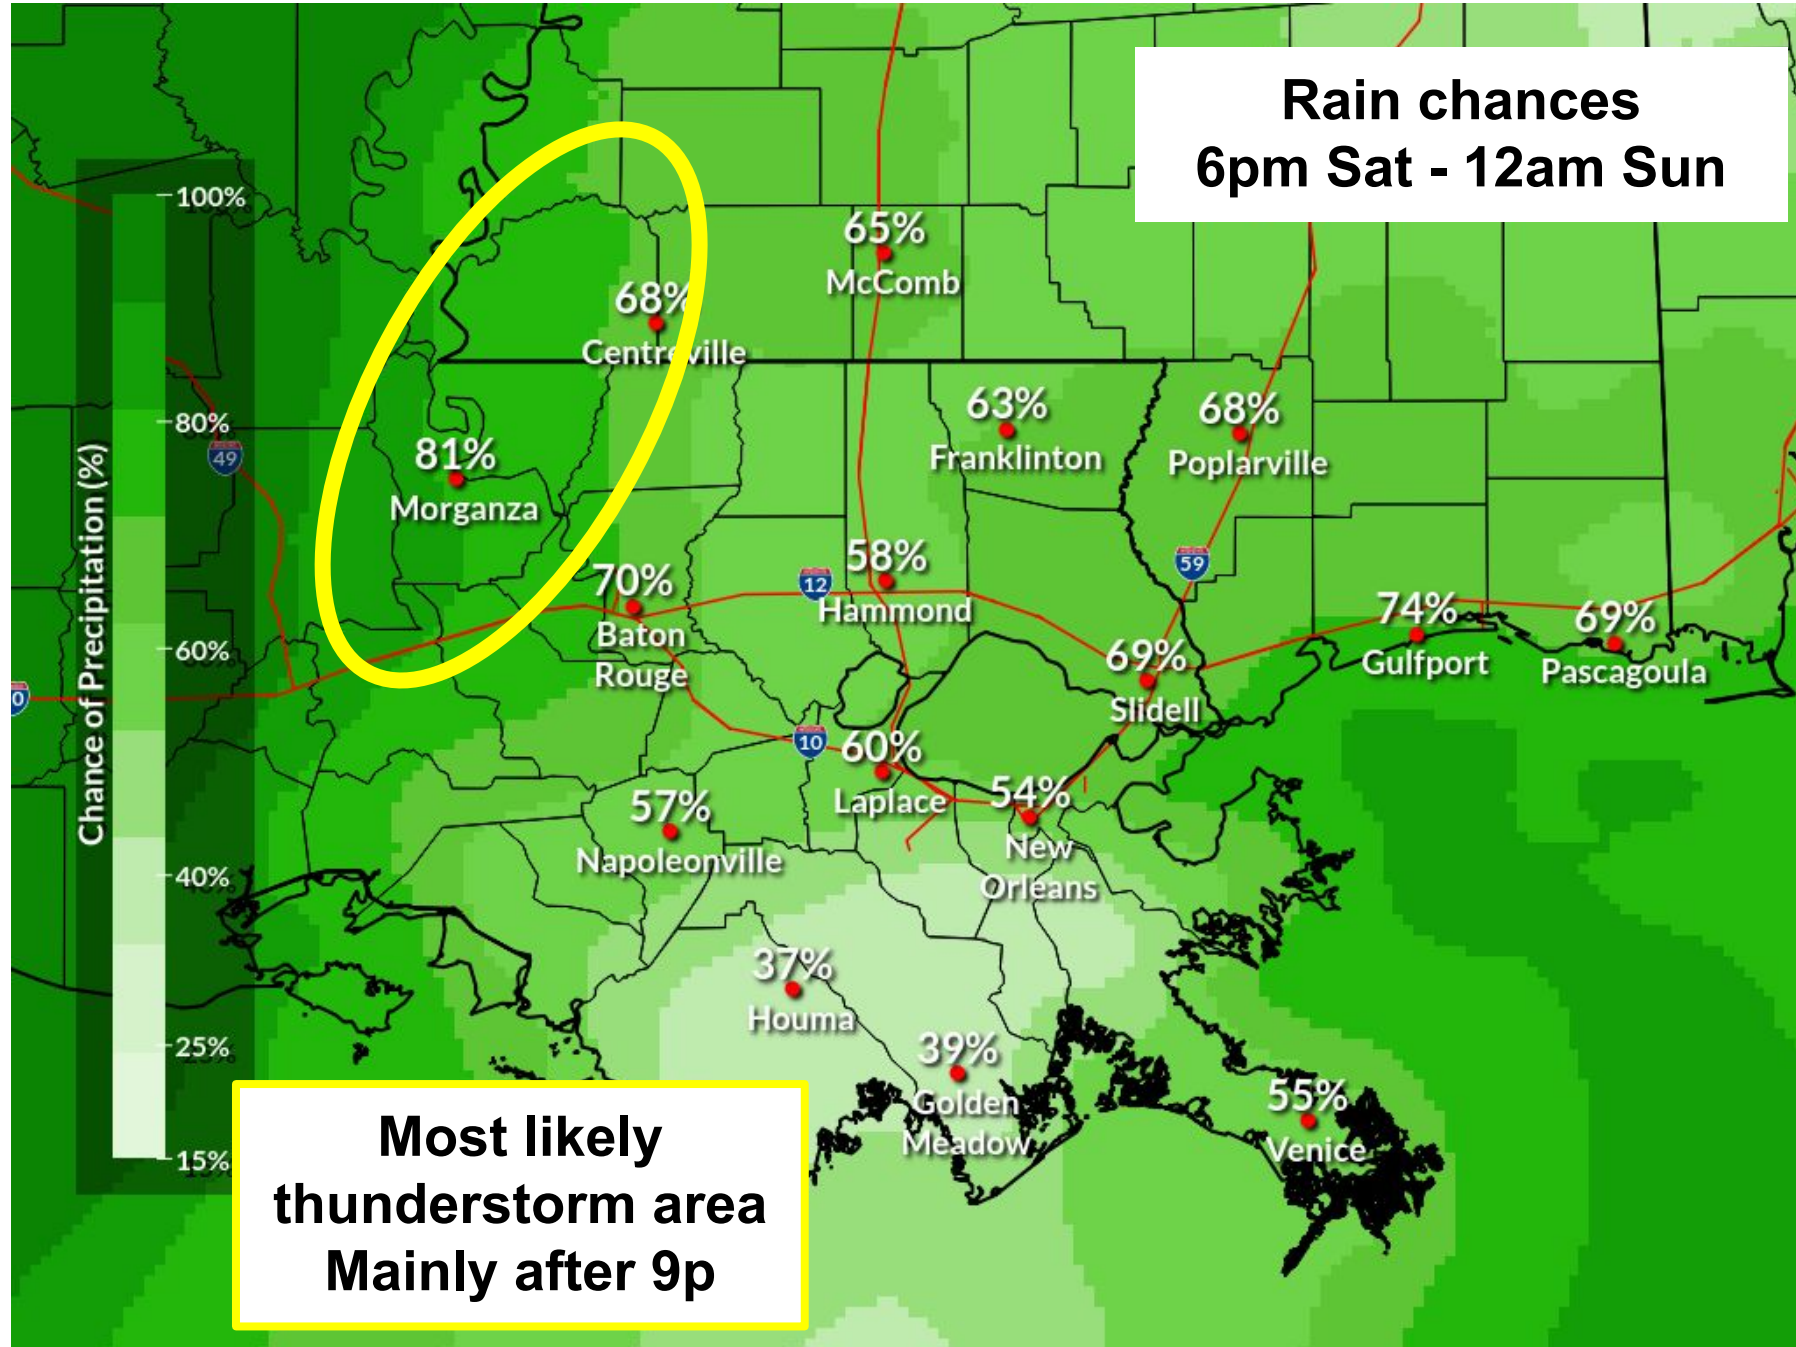 Rain chances
6pm Sat - 12am Sun
100%
80%
60%
40%
25%
15%
Chance of Precipitation (%)
65%
McComb
68%
Centreville
63%
Franklinton
68%
Poplarville
49
81%
Morganza
58%
Hammond
12
59
70%
Baton
Rouge
74%
Gulfport
69%
Pascagoula
69%
Slidell
0
10
60%
Laplace
54%
New
Orleans
57%
Napoleonville
37%
Houma
39%
Golden
Meadow
55%
Venice
Most likely
thunderstorm area
Mainly after 9p